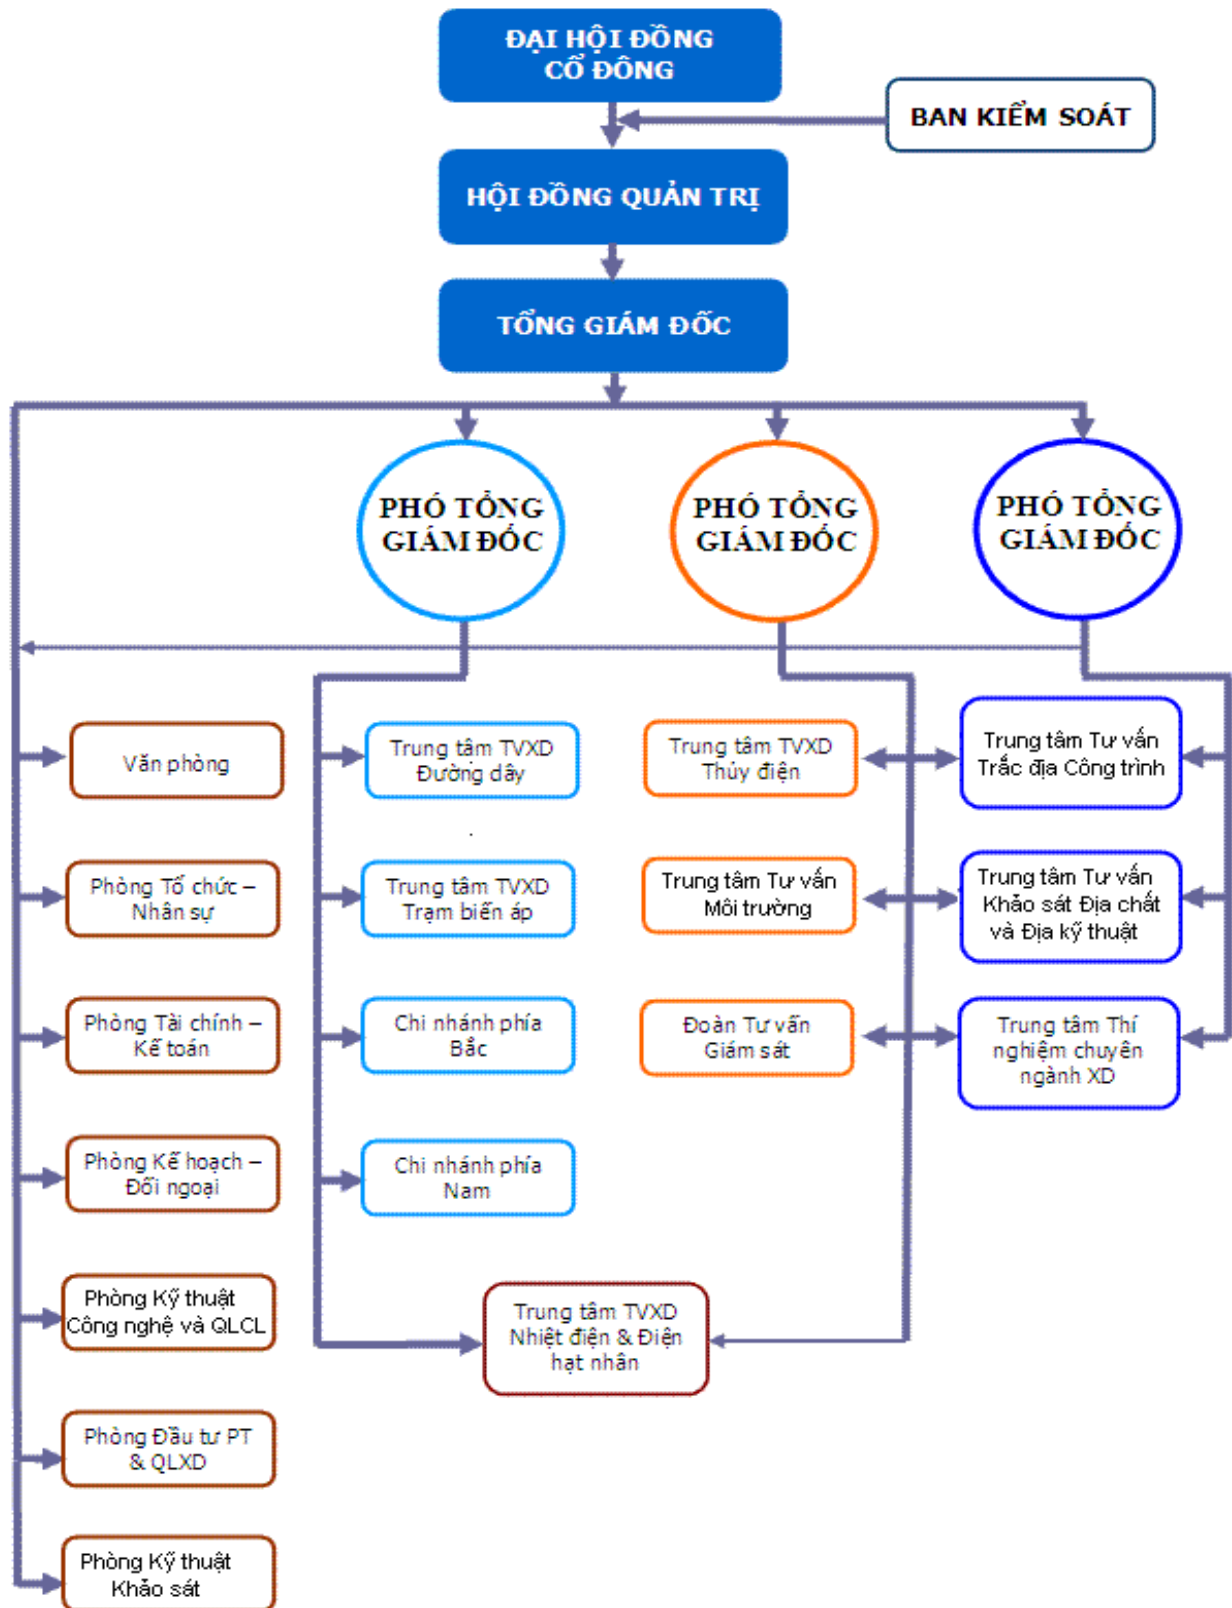 ĐẠI HỘI ĐỒNG
CỔ ĐÔNG
BAN KIỂM SOÁT
HỘI ĐỒNG QUẢN TRỊ
TỔNG GIÁM ĐỐC
PHÓ TỔNG
GIÁM ĐỐC
PHÓ TỔNG
GIÁM ĐỐC
PHÓ TỔNG
GIÁM ĐỐC
Văn phòng
Trung tâm TVXD
Đường dây
Trung tâm TVXD
Thủy điện
Trung tâm Tư vấn
Trắc địa Công trình
Phòng Tổ chức –
Nhân sự
Trung tâm TVXD
Trạm biến áp
Trung tâm Tư vấn
Môi trường
Trung tâm Tư vấn
Khảo sát Địa chất
và Địa kỹ thuật
Phòng Tài chính –
Kế toán
Chi nhánh phía
Bắc
Đoàn Tư vấn
Giám sát
Trung tâm Thí
nghiệm chuyên
ngành XD
Phòng Kế hoạch –
Đối ngoại
Chi nhánh phía
Nam
Phòng Kỹ thuật
Công nghệ và QLCL
Trung tâm TVXD
Nhiệt điện & Điện
hạt nhân
Phòng Đầu tư PT
& QLXD
Phòng Kỹ thuật
Khảo sát